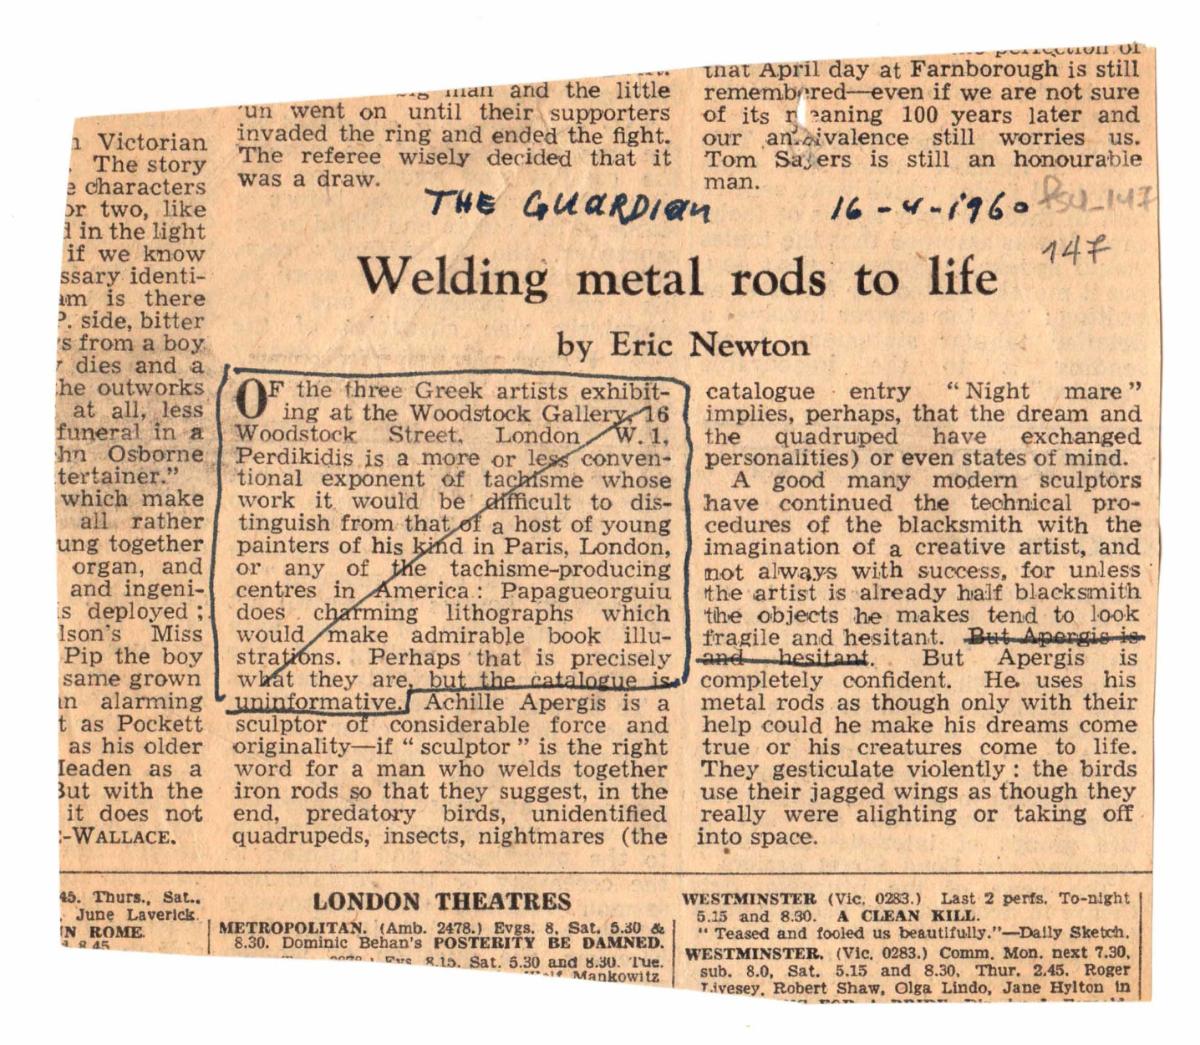 Victorian
The story
characters
or two, like
in the light
if we know
ssary identi-
am is there
P. side, bitter
s from a boy
dies and a
he outworks
at all, less
funeral in a
hn Osborne
tertainer."
which make
all rather
ung together
organ, and
and ingeni-
s deployed ;
lson's Miss
Pip the boy
same grown
n alarming
t as Pockett
as his older
Ieaden as a
But with the
it does not
-WALLACE.
man and the little
'un went on until their supporters
invaded the ring and ended the fight.
The referee wisely decided that it
was a draw.
perfection of
that April day at Farnborough is still
remembered—even if we are not sure
of its meaning 100 years later and
our ambivalence still worries us.
Tom Sayers is still an honourable
man.
THE GUARDIAN 16-4-1960
147
Welding metal rods to life
by Eric Newton
OF the three Greek artists exhibit-
ing at the Woodstock Gallery, 16
Woodstock Street, London W.1,
Perdikidis is a more or less conven-
tional exponent of tachisme whose
work it would be difficult to dis-
tinguish from that of a host of young
painters of his kind in Paris, London,
or any of the tachisme-producing
centres in America : Papagueorguiu
does charming lithographs which
would make admirable book illu-
strations. Perhaps that is precisely
what they are, but the catalogue is
uninformative. Achille Apergis is a
sculptor of considerable force and
originality—if " sculptor " is the right
word for a man who welds together
iron rods so that they suggest, in the
end, predatory birds, unidentified
quadrupeds, insects, nightmares (the
catalogue entry "Night mare"
implies, perhaps, that the dream and
the quadruped have exchanged
personalities) or even states of mind.
A good many modern sculptors
have continued the technical pro-
cedures of the blacksmith with the
imagination of a creative artist, and
not always with success, for unless
the artist is already half blacksmith
the objects he makes tend to look
fragile and hesitant. But Apergis is
and hesitant. But Apergis is
completely confident. He uses his
metal rods as though only with their
help could he make his dreams come
true or his creatures come to life.
They gesticulate violently : the birds
use their jagged wings as though they
really were alighting or taking off
into space.
45. Thurs., Sat..
June Laverick.
IN ROME.
8.45
LONDON THEATRES
METROPOLITAN. (Amb. 2478.) Evgs. 8, Sat. 5.30 &
8.30. Dominic Behan's POSTERITY BE DAMNED.
Evs. 8.15. Sat. 5.30 and 8.30. Tue.
Wolf Mankowitz
WESTMINSTER (Vic. 0283.) Last 2 perfs. To-night
5.15 and 8.30. A CLEAN KILL.
" Teased and fooled us beautifully."—Daily Sketch.
WESTMINSTER. (Vic. 0283.) Comm. Mon. next 7.30,
sub. 8.0, Sat. 5.15 and 8.30, Thur. 2.45. Roger
Livesey, Robert Shaw, Olga Lindo, Jane Hylton in